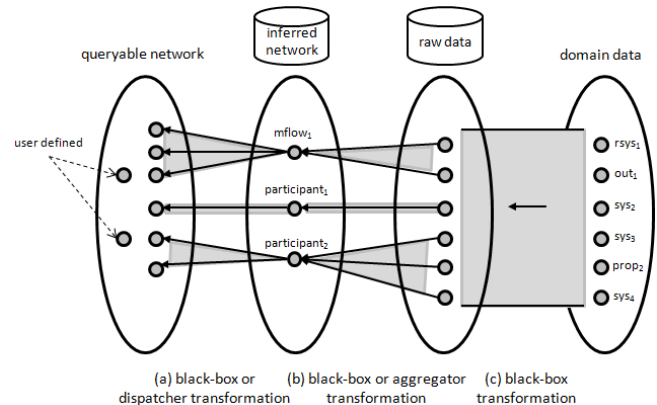 inferred
network
raw data
queryable network
domain data
user defined
mflow1
rsys1
out1
participant1
sys2
sys3
participant2
prop2
sys4
(a) black-box or
dispatcher transformation
(b) black-box or aggregator
transformation
(c) black-box
transformation